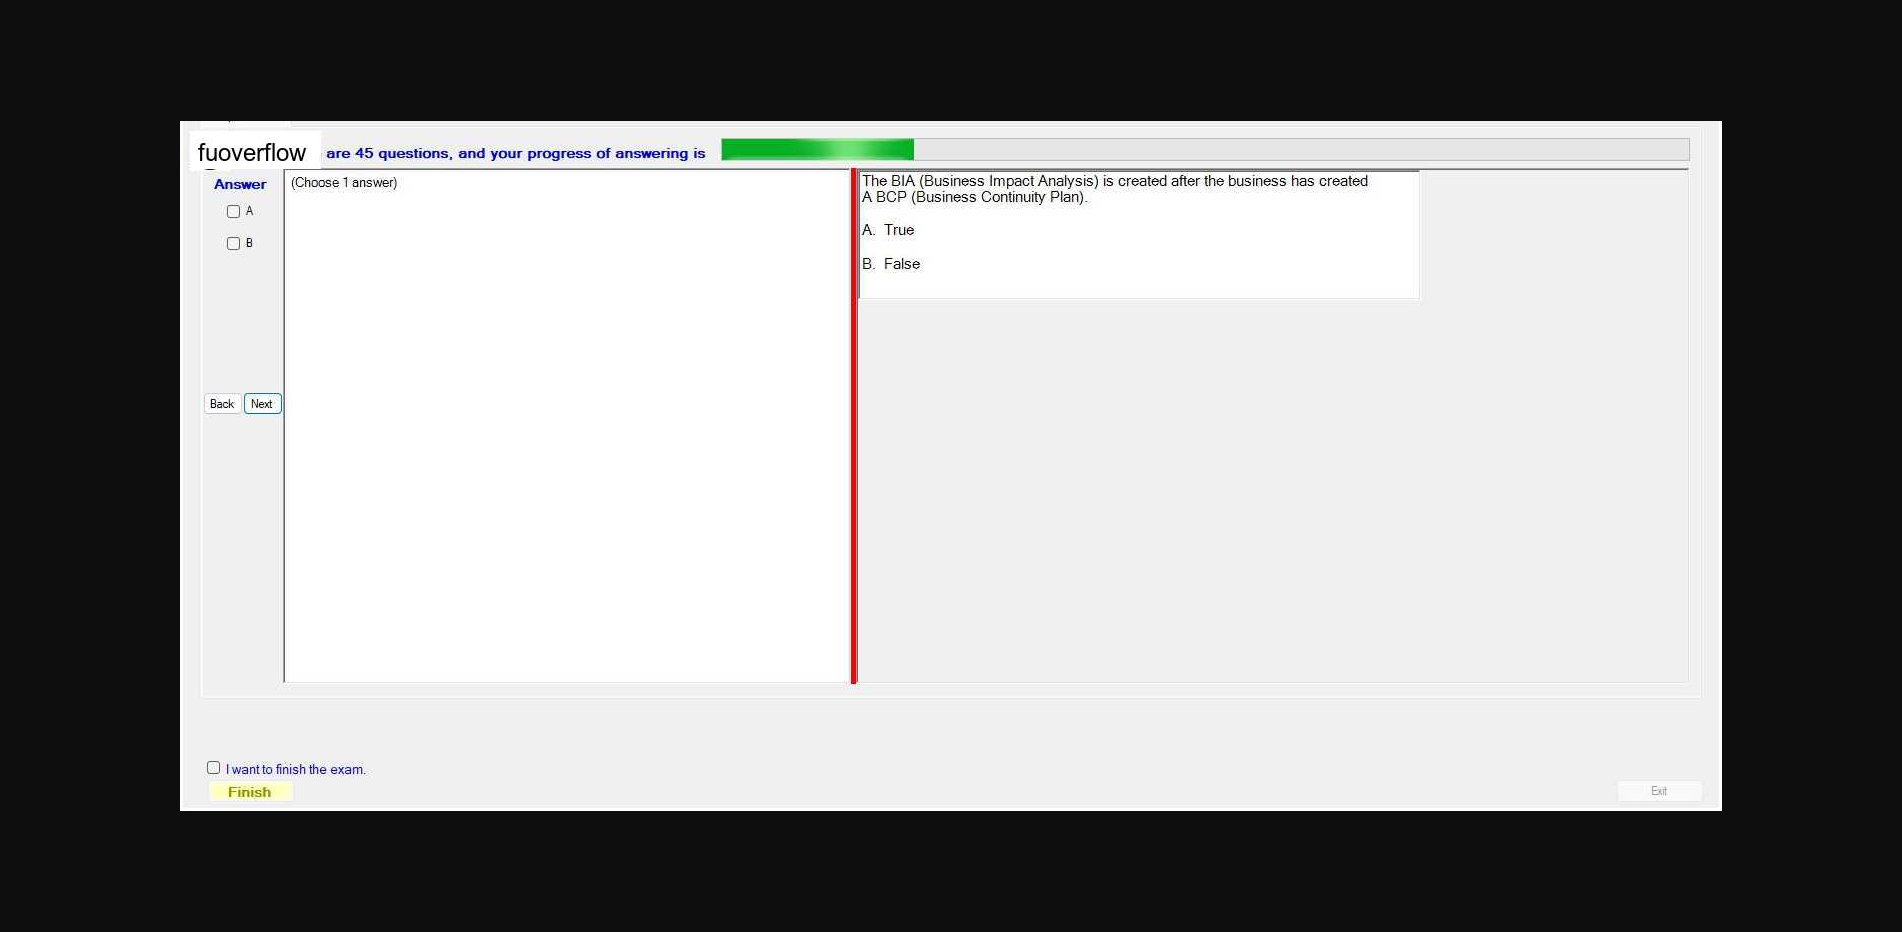 fuoverflow are 45 questions, and your progress of answering is
Answer
(Choose 1 answer)
A
B
Back Next
The BIA (Business Impact Analysis) is created after the business has created
A BCP (Business Continuity Plan).
A. True
B. False
I want to finish the exam.
Finish
Exit